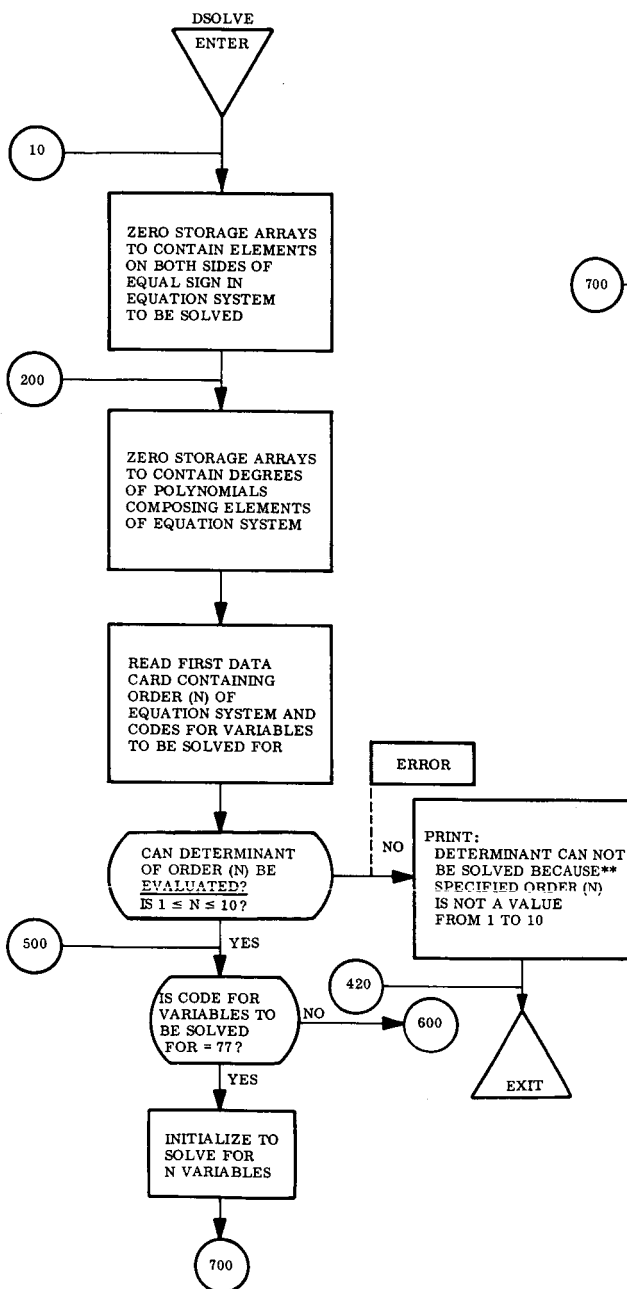 DSOLVE
ENTER
10
ZERO STORAGE ARRAYS
TO CONTAIN ELEMENTS
ON BOTH SIDES OF
EQUAL SIGN IN
EQUATION SYSTEM
TO BE SOLVED
700
200
ZERO STORAGE ARRAYS
TO CONTAIN DEGREES
OF POLYNOMIALS
COMPOSING ELEMENTS
OF EQUATION SYSTEM
READ FIRST DATA
CARD CONTAINING
ORDER (N) OF
EQUATION SYSTEM AND
CODES FOR VARIABLES
TO BE SOLVED FOR
ERROR
CAN DETERMINANT
OF ORDER (N) BE
EVALUATED?
IS 1 ≤ N ≤ 10?
NO
PRINT:
DETERMINANT CAN NOT
BE SOLVED BECAUSE**
SPECIFIED ORDER (N)
IS NOT A VALUE
FROM 1 TO 10
YES
500
420
IS CODE FOR
VARIABLES TO
BE SOLVED
FOR = 77?
NO
600
EXIT
YES
INITIALIZE TO
SOLVE FOR
N VARIABLES
700